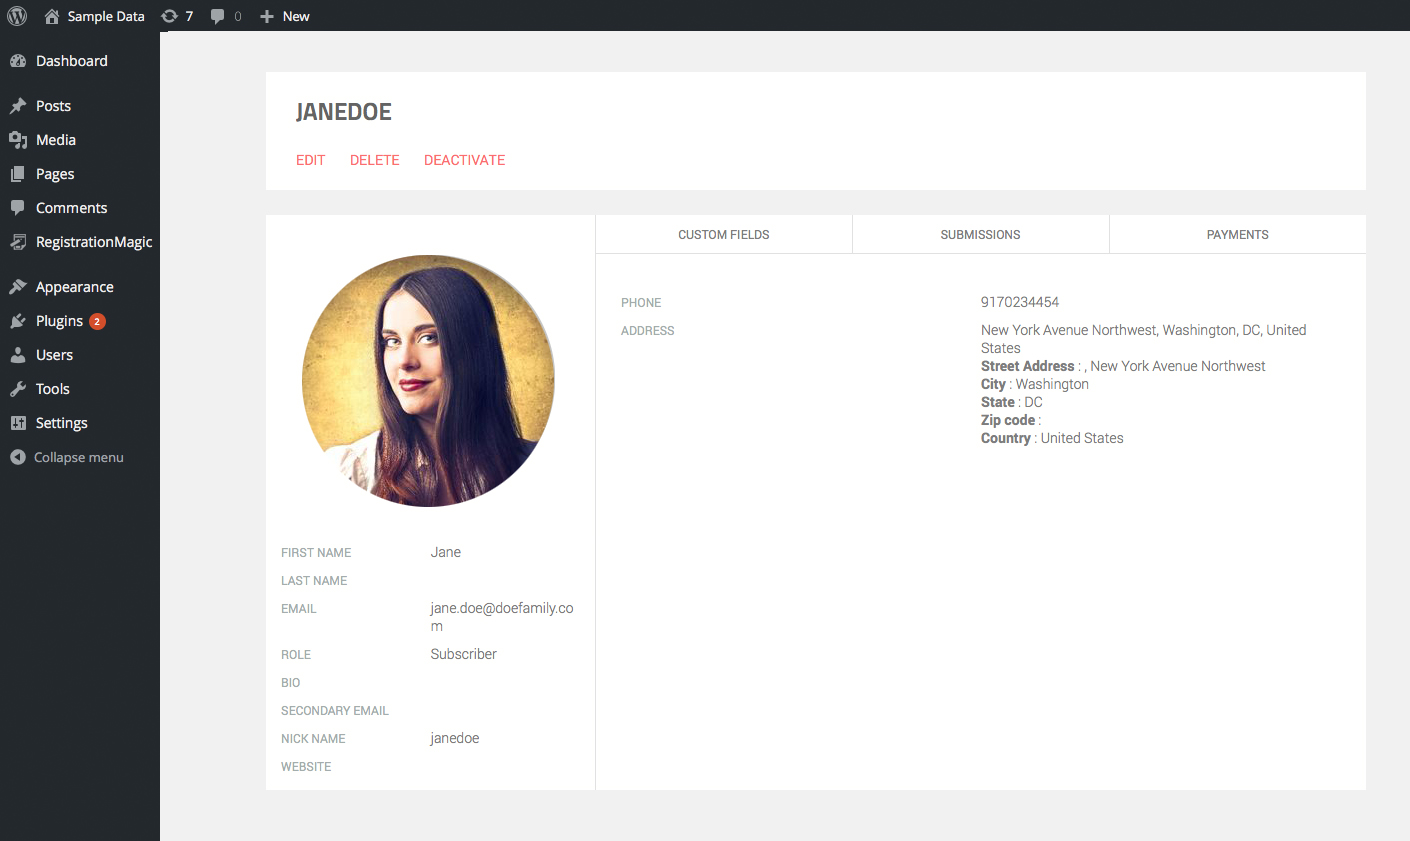 Sample Data 7 0 New
Dashboard
Posts
Media
Pages
Comments
RegistrationMagic
Appearance
Plugins 2
Users
Tools
Settings
Collapse menu
JANEDOE
EDIT DELETE DEACTIVATE
FIRST NAME Jane
LAST NAME
EMAIL jane.doe@doefamily.co
m
ROLE Subscriber
BIO
SECONDARY EMAIL
NICK NAME janedoe
WEBSITE
CUSTOM FIELDS SUBMISSIONS PAYMENTS
PHONE 9170234454
ADDRESS New York Avenue Northwest, Washington, DC, United
States
Street Address : , New York Avenue Northwest
City : Washington
State : DC
Zip code :
Country : United States